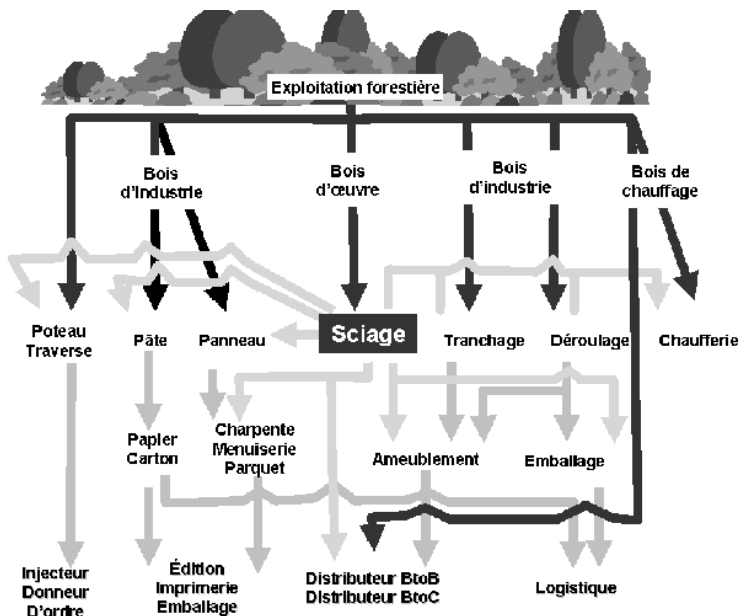 Exploitation forestière
Bois
d'industrie
Bois
d'œuvre
Bois
d'industrie
Bois de
chauffage
Poteau
Traverse
Pâte
Panneau
Sciage
Tranchage
Déroulage
Chaufferie
Papier
Carton
Charpente
Menuiserie
Parquet
Ameublement
Emballage
Injecteur
Donneur
D'ordre
Édition
Imprimerie
Emballage
Distributeur BtoB
Distributeur BtoC
Logistique